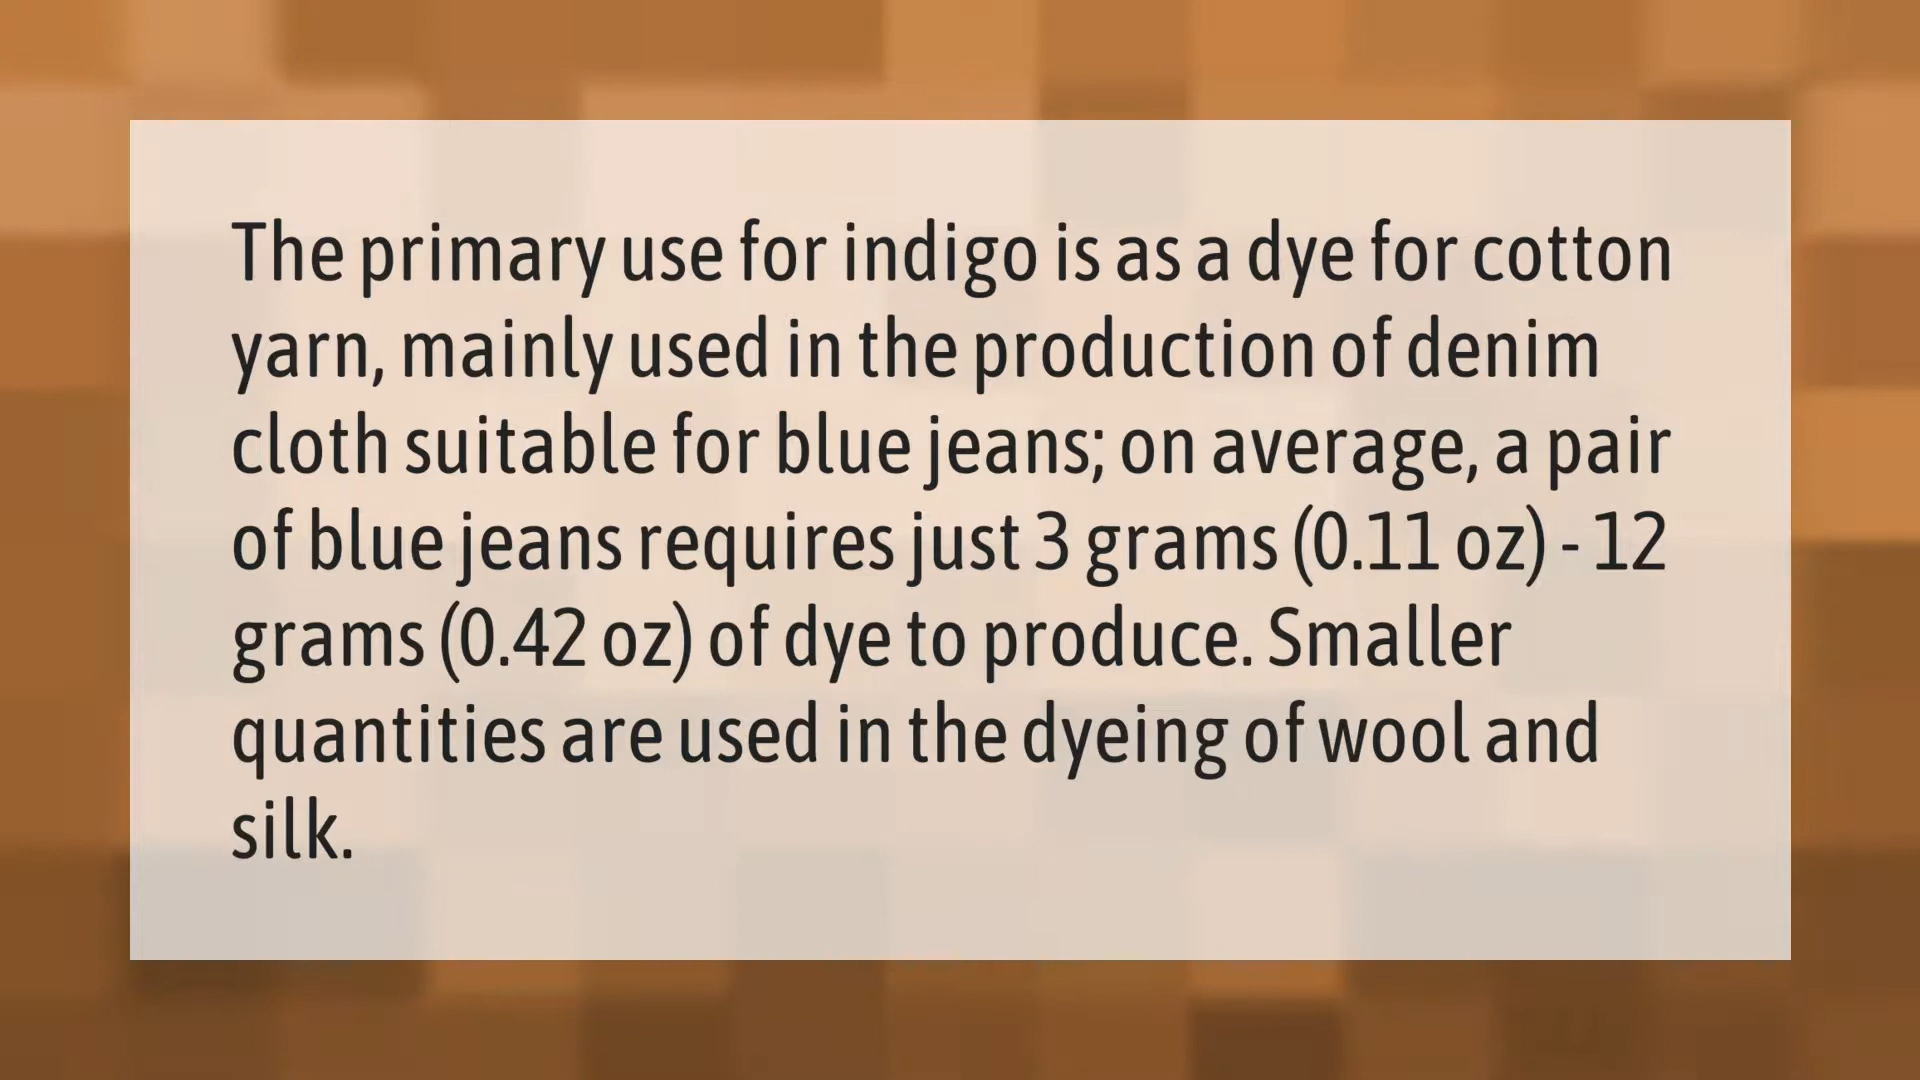 The primary use for indigo is as a dye for cotton
yarn, mainly used in the production of denim
cloth suitable for blue jeans; on average, a pair
of blue jeans requires just 3 grams (0.11 oz) - 12
grams (0.42 oz) of dye to produce. Smaller
quantities are used in the dyeing of wool and
silk.